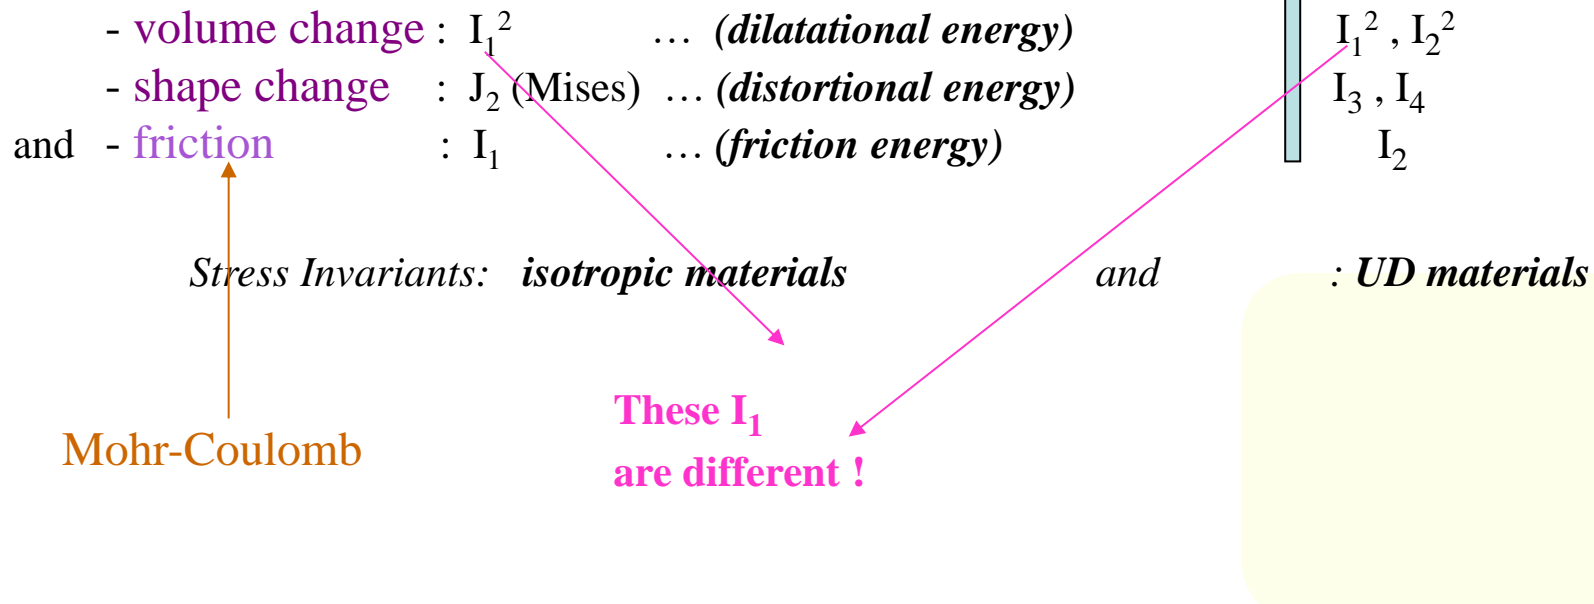 - volume change : I₁² … (dilatational energy) I₁² , I₂²
- shape change : J₂ (Mises) … (distortional energy) I₃ , I₄
and - friction : I₁ … (friction energy) I₂
Stress Invariants: isotropic materials and : UD materials
These I₁
Mohr-Coulomb
are different !